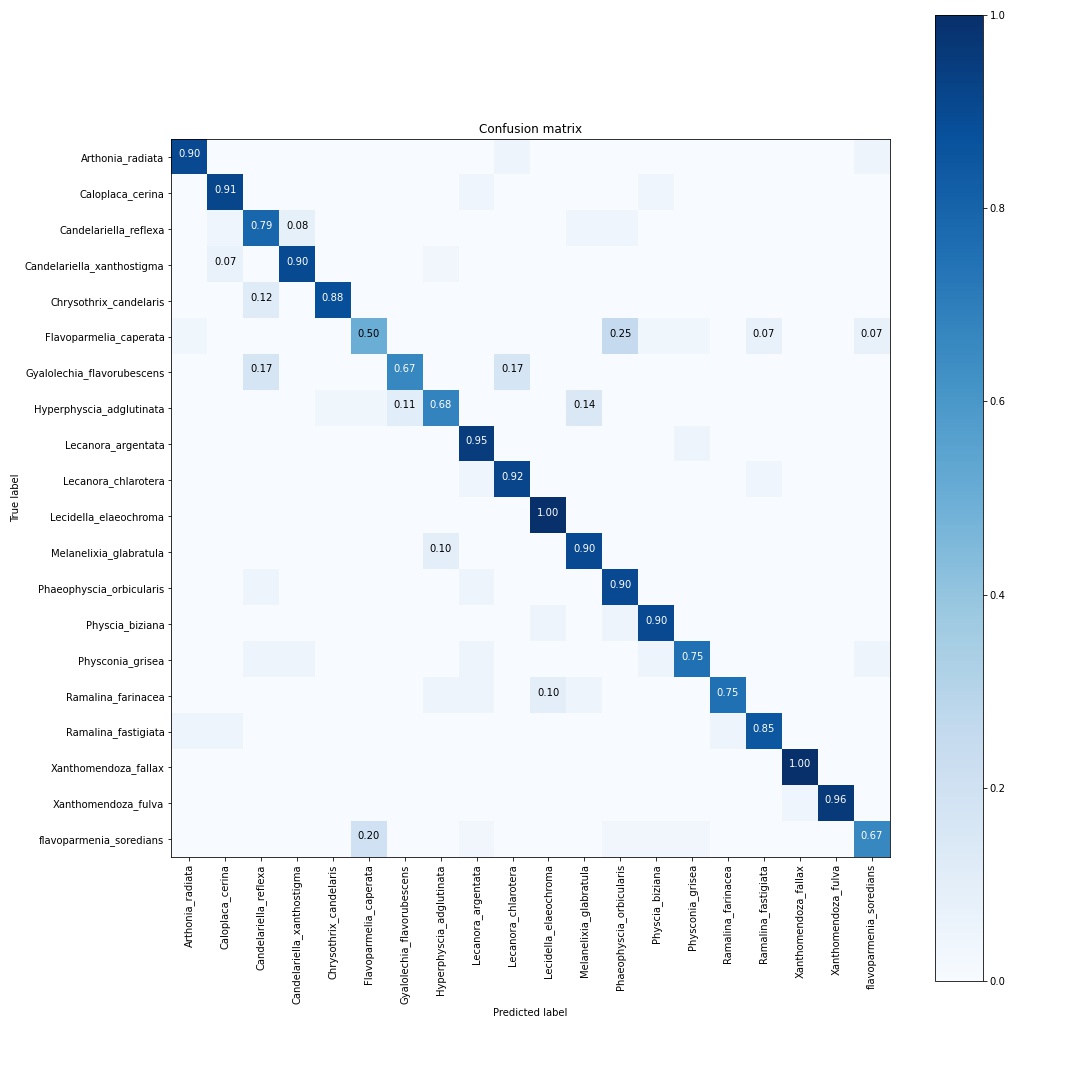 Confusion matrix
1.0
0.8
0.6
0.4
0.2
0.0
True label
Arthonia_radiata 0.90
Caloplaca_cerina 0.91
Candelariella_reflexa 0.79 0.08
Candelariella_xanthostigma 0.07 0.90
Chrysothrix_candelaris 0.12 0.88
Flavoparmelia_caperata 0.50 0.25 0.07 0.07
Gyalolechia_flavorubescens 0.17 0.67 0.17
Hyperphyscia_adglutinata 0.11 0.68 0.14
Lecanora_argentata 0.95
Lecanora_chlarotera 0.92
Lecidella_elaeochroma 1.00
Melanelixia_glabratula 0.10 0.90
Phaeophyscia_orbicularis 0.90
Physcia_biziana 0.90
Physconia_grisea 0.75
Ramalina_farinacea 0.10 0.75
Ramalina_fastigiata 0.85
Xanthomendoza_fallax 1.00
Xanthomendoza_fulva 0.96
flavoparmenia_soredians 0.20 0.67
Arthonia_radiata
Caloplaca_cerina
Candelariella_reflexa
Candelariella_xanthostigma
Chrysothrix_candelaris
Flavoparmelia_caperata
Gyalolechia_flavorubescens
Hyperphyscia_adglutinata
Lecanora_argentata
Lecanora_chlarotera
Lecidella_elaeochroma
Melanelixia_glabratula
Phaeophyscia_orbicularis
Physcia_biziana
Physconia_grisea
Ramalina_farinacea
Ramalina_fastigiata
Xanthomendoza_fallax
Xanthomendoza_fulva
flavoparmenia_soredians
Predicted label